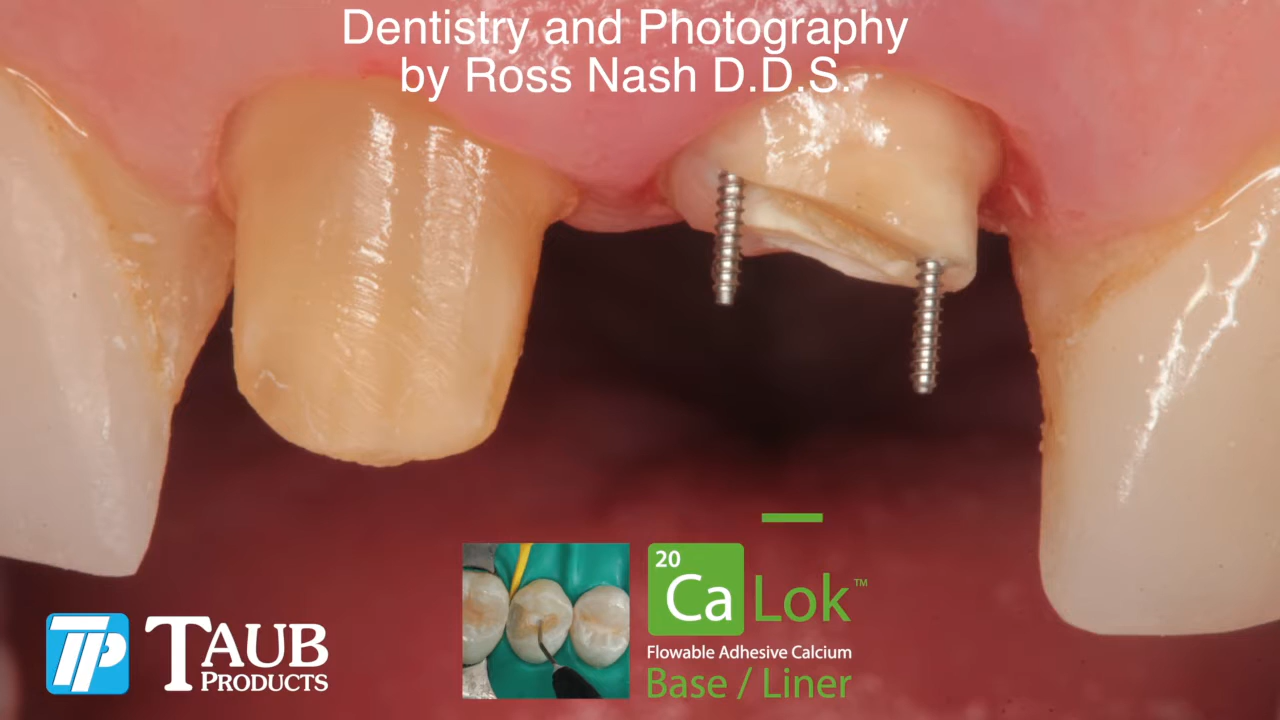 Dentistry and Photography
by Ross Nash D.D.S.
20
Ca Lok™
Flowable Adhesive Calcium
Base / Liner
TP TAUB
PRODUCTS